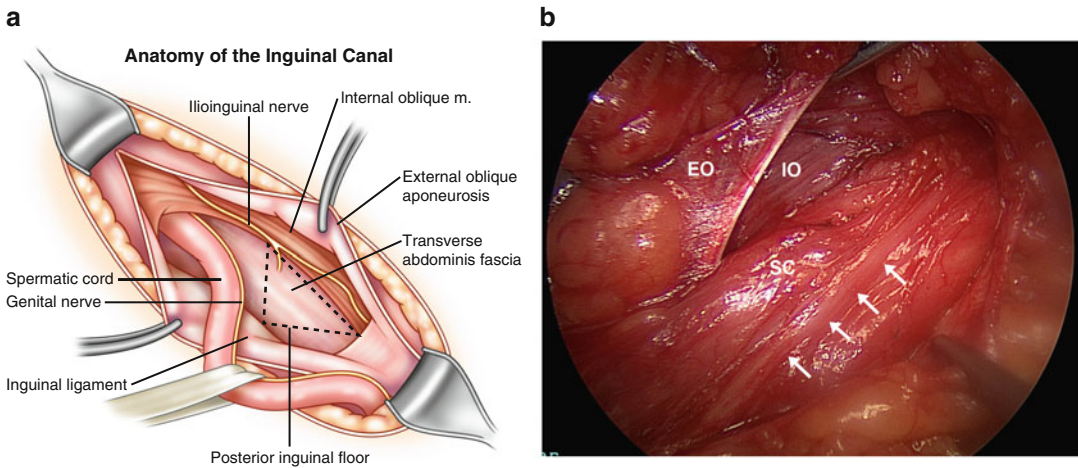 a
Anatomy of the Inguinal Canal
Ilioinguinal nerve
Internal oblique m.
External oblique
aponeurosis
Transverse
abdominis fascia
Spermatic cord
Genital nerve
Inguinal ligament
Posterior inguinal floor
b
EO
IO
SC